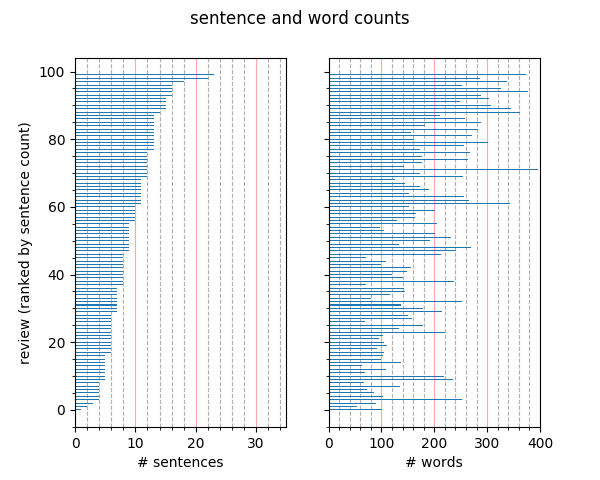 sentence and word counts
review (ranked by sentence count)
100
80
60
40
20
0
0 10 20 30
# sentences
0 100 200 300 400
# words